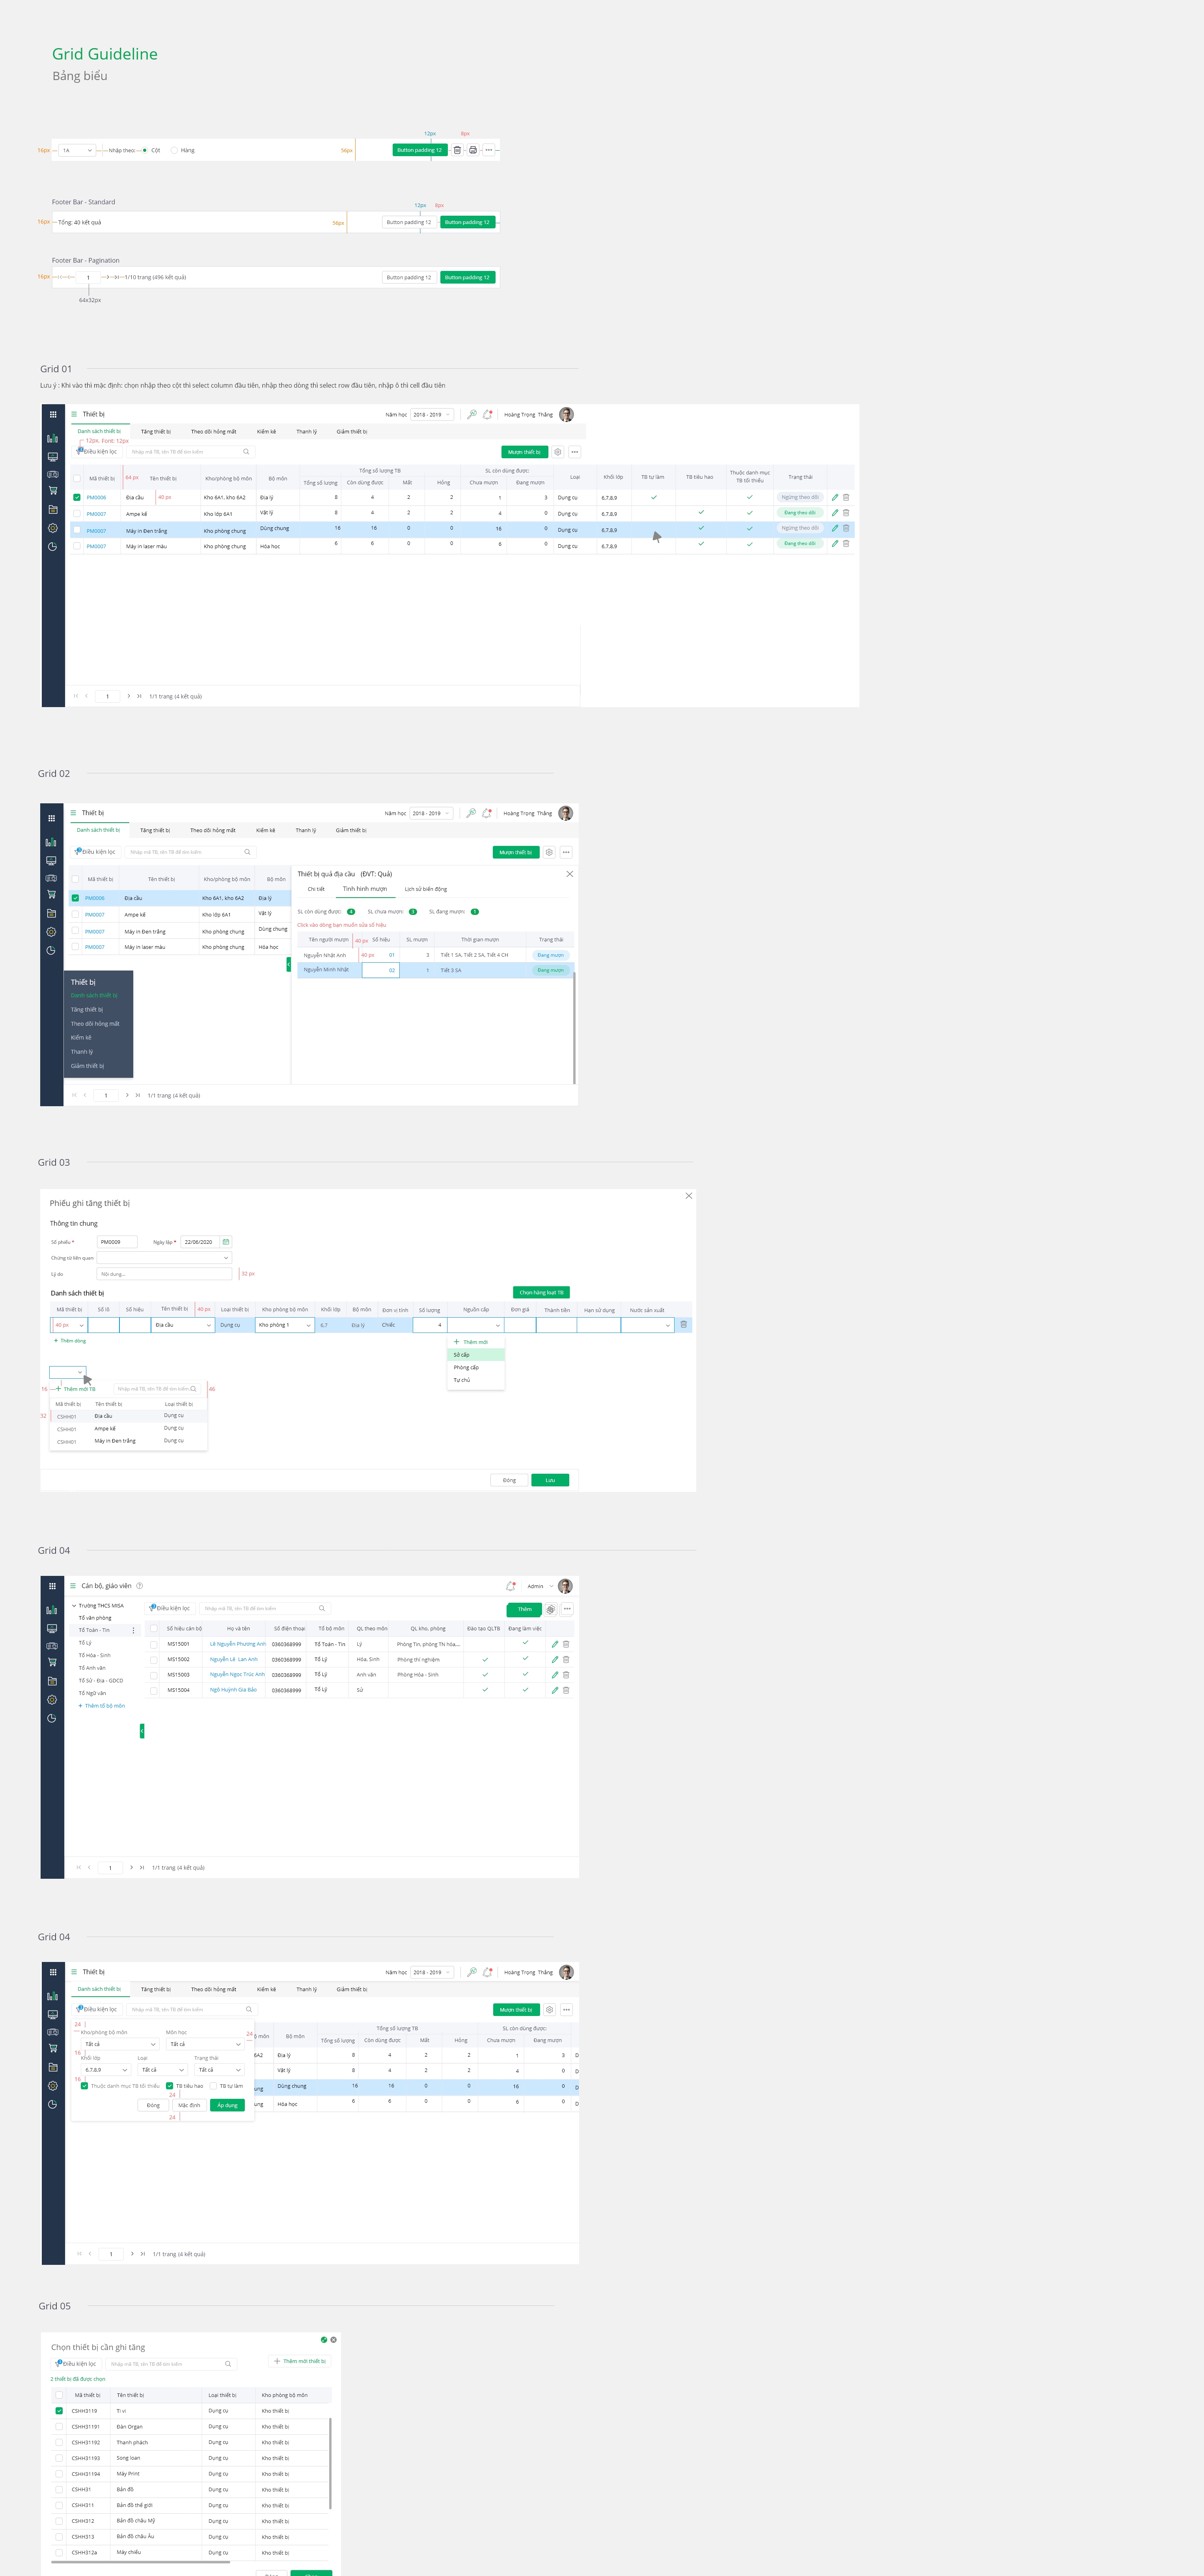 Grid Guideline
Bảng biểu
12px 8px
16px 1A Nhập theo: Cột Hàng 56px Button padding 12
Footer Bar - Standard
12px 8px
16px Tổng: 40 kết quả 56px Button padding 12 Button padding 12
Footer Bar - Pagination
16px 1 1/10 trang (496 kết quả) Button padding 12 Button padding 12
64x32px
Grid 01
Lưu ý : Khi vào thì mặc định: chọn nhập theo cột thì select cột đầu tiên, nhập theo dòng thì select row đầu tiên, nhập ô thì cell đầu tiên
Thiết bị Năm học 2018 - 2019 Hoàng Trọng Thắng
Danh sách thiết bị Tăng thiết bị Theo dõi hỏng mất Kiểm kê Thanh lý Giảm thiết bị
12px, Font: 12px
Điều kiện lọc Nhập mã TB, tên TB để tìm kiếm Mượn thiết bị
Tổng số lượng TB SL còn dùng được:
Mã thiết bị 64 px Tên thiết bị Kho/phòng bộ môn Bộ môn Tổng số lượng Còn dùng được Mất Hỏng Chưa mượn Đang mượn Loại Khối lớp TB tự làm TB tiêu hao Thuộc danh mục TB tối thiểu Trạng thái
PM0006 Địa cầu 40 px Kho 6A1, kho 6A2 Địa lý 8 4 2 2 1 3 Dụng cụ 6,7,8,9 Ngừng theo dõi
PM0007 Ampe kế Kho lớp 6A1 Vật lý 8 4 2 2 4 0 Dụng cụ 6,7,8,9 Đang theo dõi
PM0007 Máy in Đen trắng Kho phòng chung Dùng chung 16 16 0 0 16 0 Dụng cụ 6,7,8,9 Ngừng theo dõi
PM0007 Máy in laser màu Kho phòng chung Hóa học 6 6 0 0 6 0 Dụng cụ 6,7,8,9 Đang theo dõi
1 1/1 trang (4 kết quả)
Grid 02
Thiết bị Năm học 2018 - 2019 Hoàng Trọng Thắng
Danh sách thiết bị Tăng thiết bị Theo dõi hỏng mất Kiểm kê Thanh lý Giảm thiết bị
Điều kiện lọc Nhập mã TB, tên TB để tìm kiếm Mượn thiết bị
Mã thiết bị Tên thiết bị Kho/phòng bộ môn Bộ môn
PM0006 Địa cầu Kho 6A1, kho 6A2 Địa lý
PM0007 Ampe kế Kho lớp 6A1 Vật lý
PM0007 Máy in Đen trắng Kho phòng chung Dùng chung
PM0007 Máy in laser màu Kho phòng chung Hóa học
Thiết bị quả địa cầu (ĐVT: Quả)
Chi tiết Tình hình mượn Lịch sử biến động
SL còn dùng được: 4 SL chưa mượn: 3 SL đang mượn: 1
Click vào dòng bạn muốn sửa số hiệu
Tên người mượn 40 px Số hiệu SL mượn Thời gian mượn Trạng thái
Nguyễn Nhật Anh 40 px 01 3 Tiết 1 SA, Tiết 2 SA, Tiết 4 CH Đang mượn
Nguyễn Minh Nhật 02 1 Tiết 3 SA Đang mượn
Thiết bị
Danh sách thiết bị
Tăng thiết bị
Theo dõi hỏng mất
Kiểm kê
Thanh lý
Giảm thiết bị
1 1/1 trang (4 kết quả)
Grid 03
Phiếu ghi tăng thiết bị
Thông tin chung
Số phiếu * PM0009 Ngày lập * 22/06/2020
Chứng từ liên quan
Lý do Nội dung... 32 px
Danh sách thiết bị Chọn hàng loạt TB
Mã thiết bị Số lô Số hiệu Tên thiết bị 40 px Loại thiết bị Kho phòng bộ môn Khối lớp Bộ môn Đơn vị tính Số lượng Nguồn cấp Đơn giá Thành tiền Hạn sử dụng Nước sản xuất
40 px Địa cầu Dụng cụ Kho phòng 1 6,7 Địa lý Chiếc 4
+ Thêm dòng
Thêm mới
Sở cấp
Phòng cấp
Tự chủ
16 Thêm mới TB Nhập mã TB, tên TB để tìm kiếm 46
Mã thiết bị Tên thiết bị Loại thiết bị
32 CSHH01 Địa cầu Dụng cụ
CSHH01 Ampe kế Dụng cụ
CSHH01 Máy in Đen trắng Dụng cụ
Đóng Lưu
Grid 04
Cán bộ, giáo viên Admin
Trường THCS MISA
Tổ văn phòng
Tổ Toán - Tin
Tổ Lý
Tổ Hóa - Sinh
Tổ Anh văn
Tổ Sử - Địa - GDCD
Tổ Ngữ văn
+ Thêm tổ bộ môn
Điều kiện lọc Nhập mã TB, tên TB để tìm kiếm Thêm
Số hiệu cán bộ Họ và tên Số điện thoại Tổ bộ môn QL theo môn QL kho, phòng Đào tạo QLTB Đang làm việc
MS15001 Lê Nguyễn Phương Anh 0360368999 Tổ Toán - Tin Lý Phòng Tin, phòng TN hóa,...
MS15002 Nguyễn Lê Lan Anh 0360368999 Tổ Lý Hóa, Sinh Phòng thí nghiệm
MS15003 Nguyễn Ngọc Trúc Anh 0360368999 Tổ Lý Anh văn Phòng Hóa - Sinh
MS15004 Ngô Huỳnh Gia Bảo 0360368999 Tổ Lý Sử
1 1/1 trang (4 kết quả)
Grid 04
Thiết bị Năm học 2018 - 2019 Hoàng Trọng Thắng
Danh sách thiết bị Tăng thiết bị Theo dõi hỏng mất Kiểm kê Thanh lý Giảm thiết bị
Điều kiện lọc Nhập mã TB, tên TB để tìm kiếm Mượn thiết bị
24
Kho/phòng bộ môn Môn học 24
Tất cả Tất cả
16
Khối lớp Loại Trạng thái
6,7,8,9 Tất cả Tất cả
16
Thuộc danh mục TB tối thiểu TB tiêu hao TB tự làm
24
Đóng Mặc định Áp dụng
24
Tổng số lượng TB SL còn dùng được:
ộ môn Bộ môn Tổng số lượng Còn dùng được Mất Hỏng Chưa mượn Đang mượn
6A2 Địa lý 8 4 2 2 1 3 D
Vật lý 8 4 2 2 4 0 D
ung Dùng chung 16 16 0 0 16 0 D
ung Hóa học 6 6 0 0 6 0 D
1 1/1 trang (4 kết quả)
Grid 05
Chọn thiết bị cần ghi tăng
Điều kiện lọc Nhập mã TB, tên TB để tìm kiếm Thêm mới thiết bị
2 thiết bị đã được chọn
Mã thiết bị Tên thiết bị Loại thiết bị Kho phòng bộ môn
CSHH3119 Ti vi Dụng cụ Kho thiết bị
CSHH31191 Đàn Organ Dụng cụ Kho thiết bị
CSHH31192 Thanh phách Dụng cụ Kho thiết bị
CSHH31193 Song loan Dụng cụ Kho thiết bị
CSHH31194 Máy Print Dụng cụ Kho thiết bị
CSHH31 Bản đồ Dụng cụ Kho thiết bị
CSHH311 Bản đồ thế giới Dụng cụ Kho thiết bị
CSHH312 Bản đồ châu Mỹ Dụng cụ Kho thiết bị
CSHH313 Bản đồ châu Âu Dụng cụ Kho thiết bị
CSHH312a Máy chiếu Dụng cụ Kho thiết bị